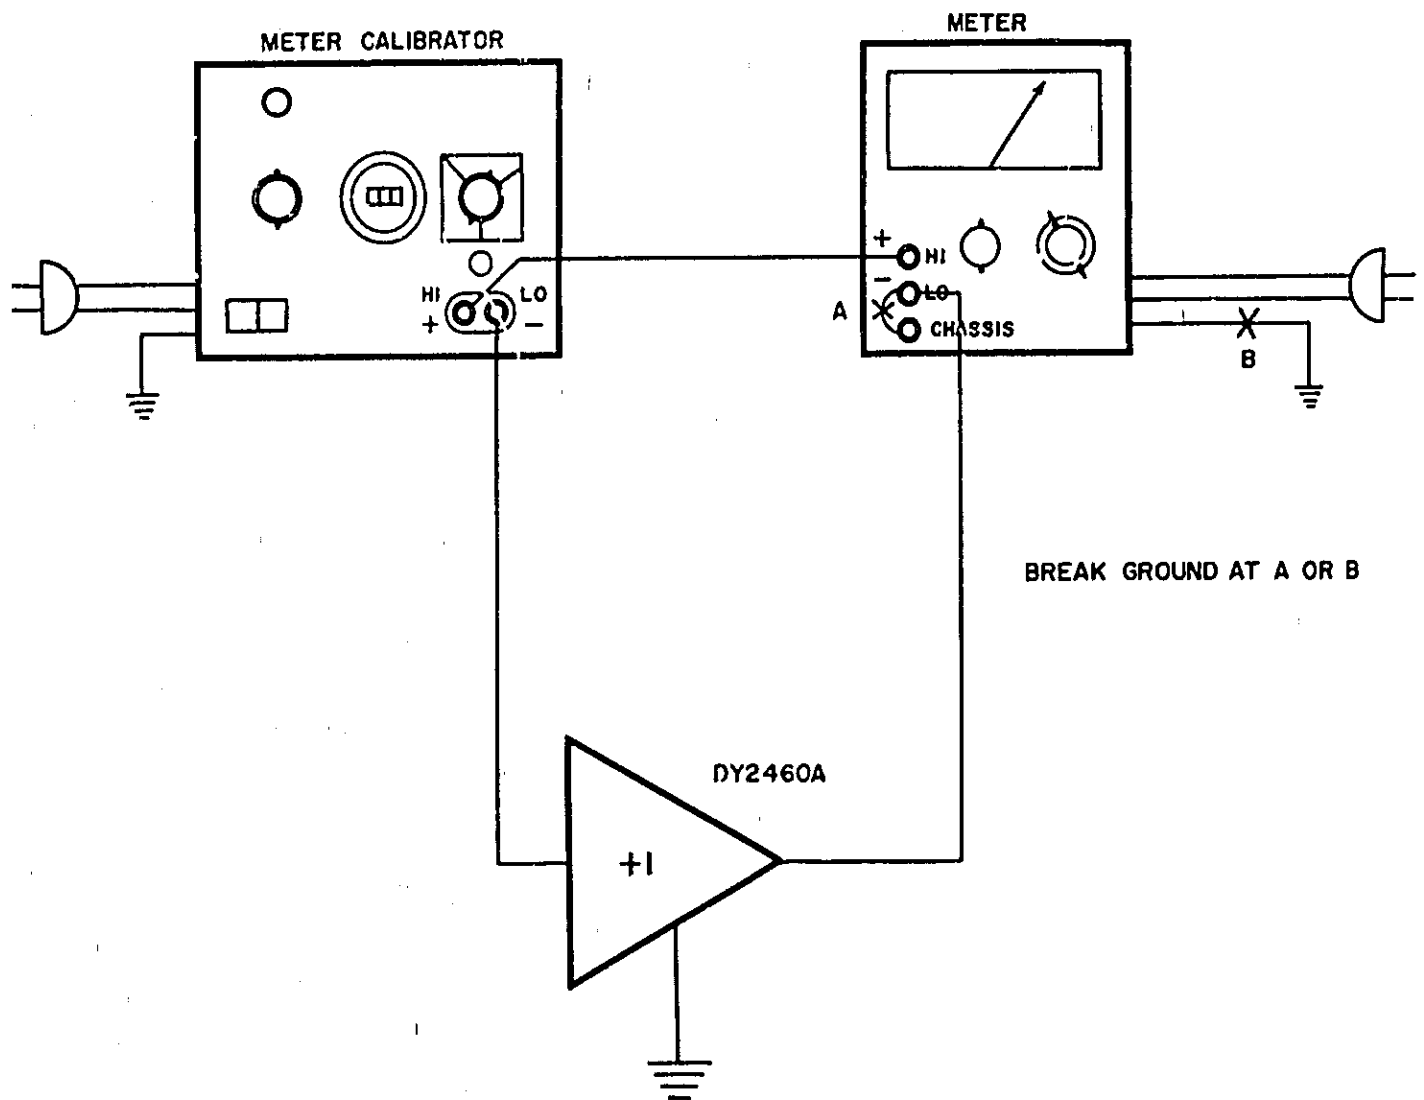 METER CALIBRATOR
METER
HI
LO
+
-
+
HI
-
LO
CHASSIS
A
B
BREAK GROUND AT A OR B
DY2460A
+1